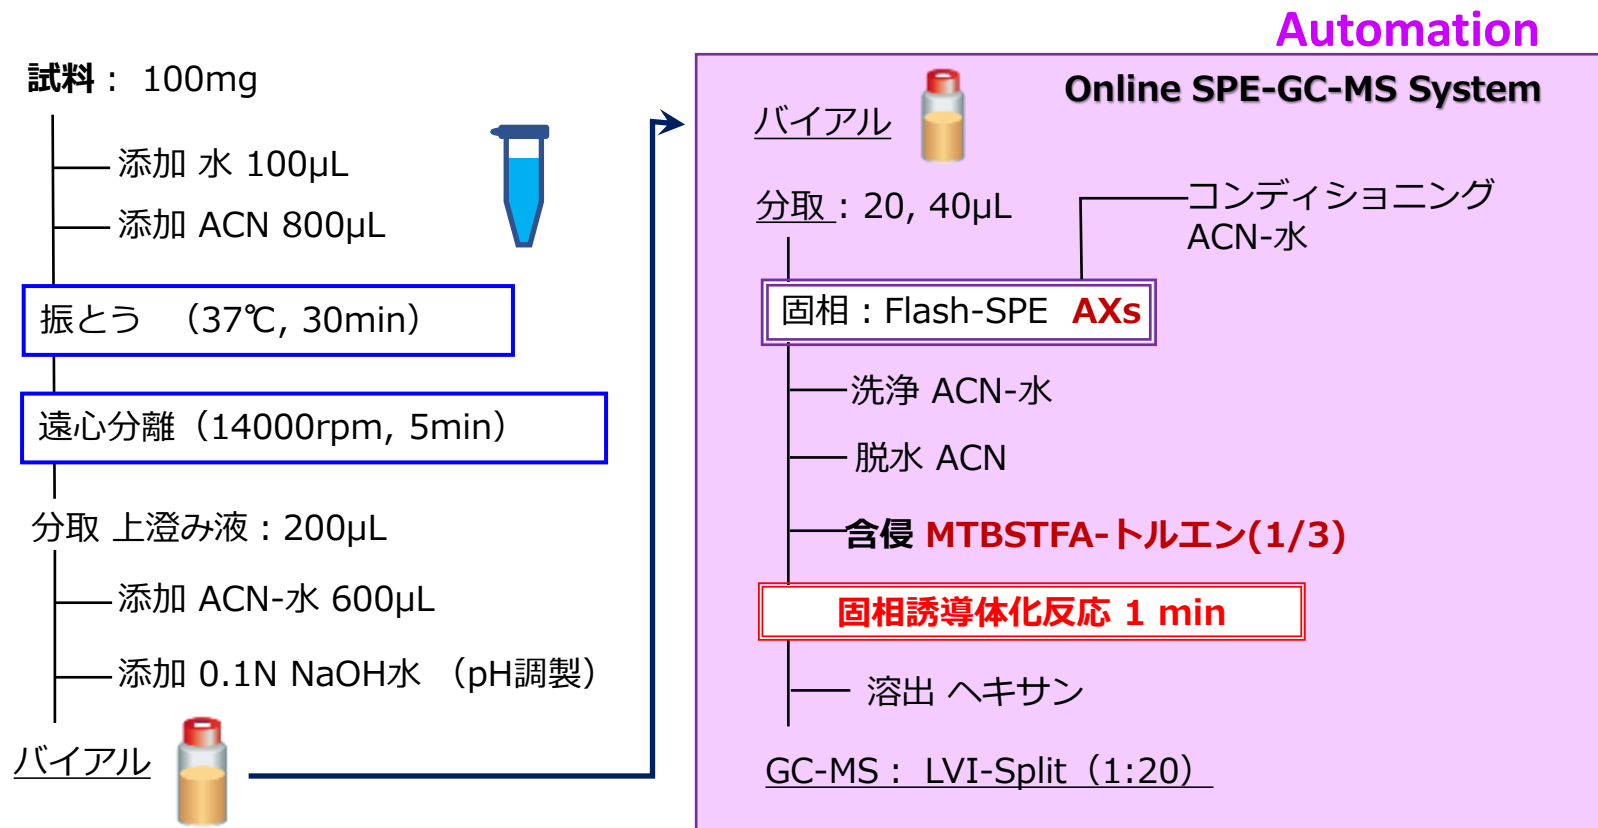 Automation
試料： 100mg
添加 水 100μL
添加 ACN 800μL
振とう （37℃, 30min）
遠心分離（14000rpm, 5min）
分取 上澄み液：200μL
添加 ACN-水 600μL
添加 0.1N NaOH水 （pH調製）
バイアル
Online SPE-GC-MS System
バイアル
分取：20, 40μL
コンディショニング
ACN-水
固相：Flash-SPE AXs
洗浄 ACN-水
脱水 ACN
含侵 MTBSTFA-トルエン(1/3)
固相誘導体化反応 1 min
溶出 ヘキサン
GC-MS： LVI-Split（1:20）